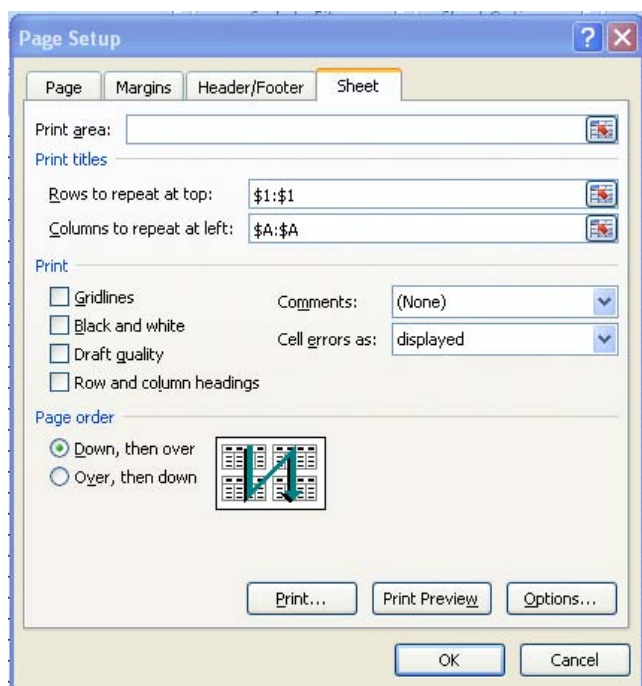 Page Setup
Page Margins Header/Footer Sheet
Print area:
Print titles
Rows to repeat at top: $1:$1
Columns to repeat at left: $A:$A
Print
Gridlines Comments: (None)
Black and white
Cell errors as: displayed
Draft quality
Row and column headings
Page order
Down, then over
Over, then down
Print... Print Preview Options...
OK Cancel